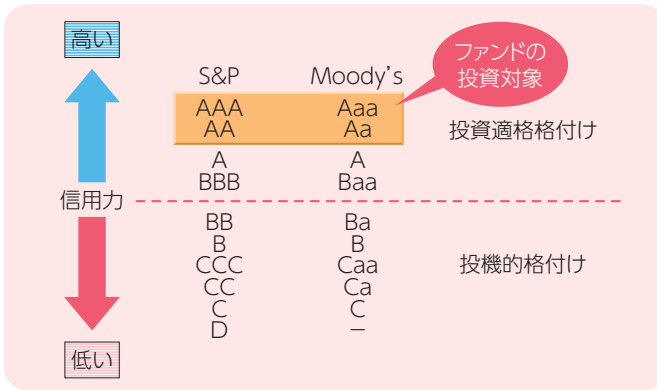 高い
ファンドの
投資対象
S&P Moody's
AAA Aaa
AA Aa
投資適格格付け
A A
BBB Baa
信用力
BB Ba
B B
CCC Caa
投機的格付け
CC Ca
C C
D －
低い